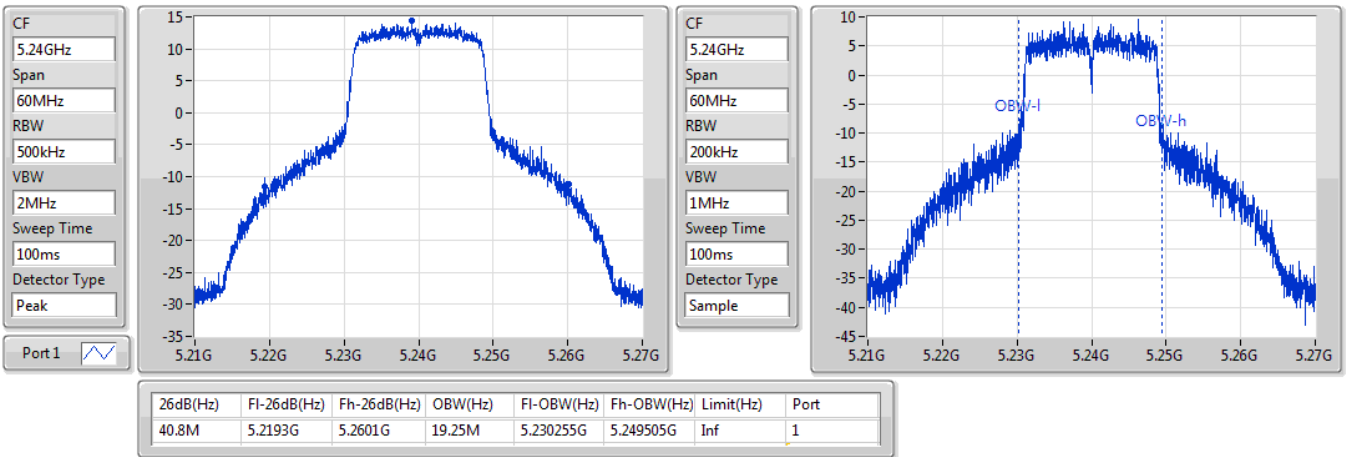 CF
5.24GHz
Span
60MHz
RBW
500kHz
VBW
2MHz
Sweep Time
100ms
Detector Type
Peak
Port 1
15
10
5
0
-5
-10
-15
-20
-25
-30
-35
5.21G 5.22G 5.23G 5.24G 5.25G 5.26G 5.27G
CF
5.24GHz
Span
60MHz
RBW
200kHz
VBW
1MHz
Sweep Time
100ms
Detector Type
Sample
10
5
0
-5
-10
-15
-20
-25
-30
-35
-40
-45
OBW-l
OBW-h
5.21G 5.22G 5.23G 5.24G 5.25G 5.26G 5.27G
26dB(Hz) Fl-26dB(Hz) Fh-26dB(Hz) OBW(Hz) Fl-OBW(Hz) Fh-OBW(Hz) Limit(Hz) Port
40.8M 5.2193G 5.2601G 19.25M 5.230255G 5.249505G Inf 1